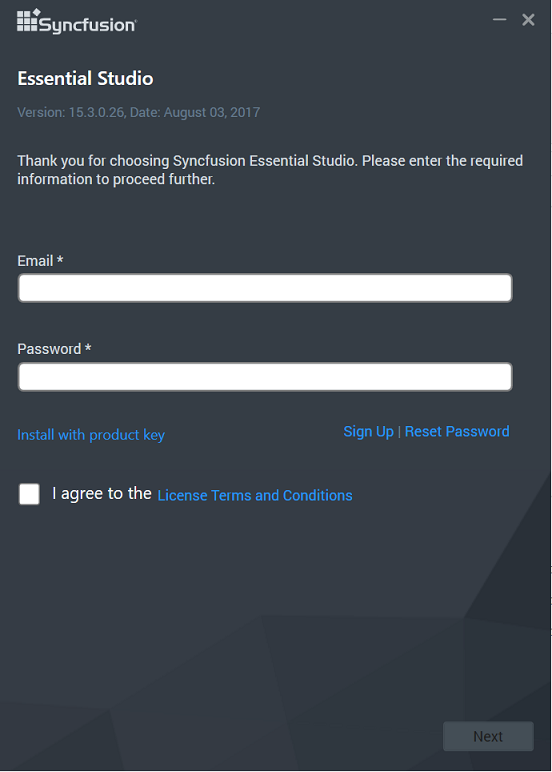 Syncfusion
Essential Studio
Version: 15.3.0.26, Date: August 03, 2017
Thank you for choosing Syncfusion Essential Studio. Please enter the required
information to proceed further.
Email *
Password *
Install with product key
Sign Up | Reset Password
I agree to the License Terms and Conditions
Next